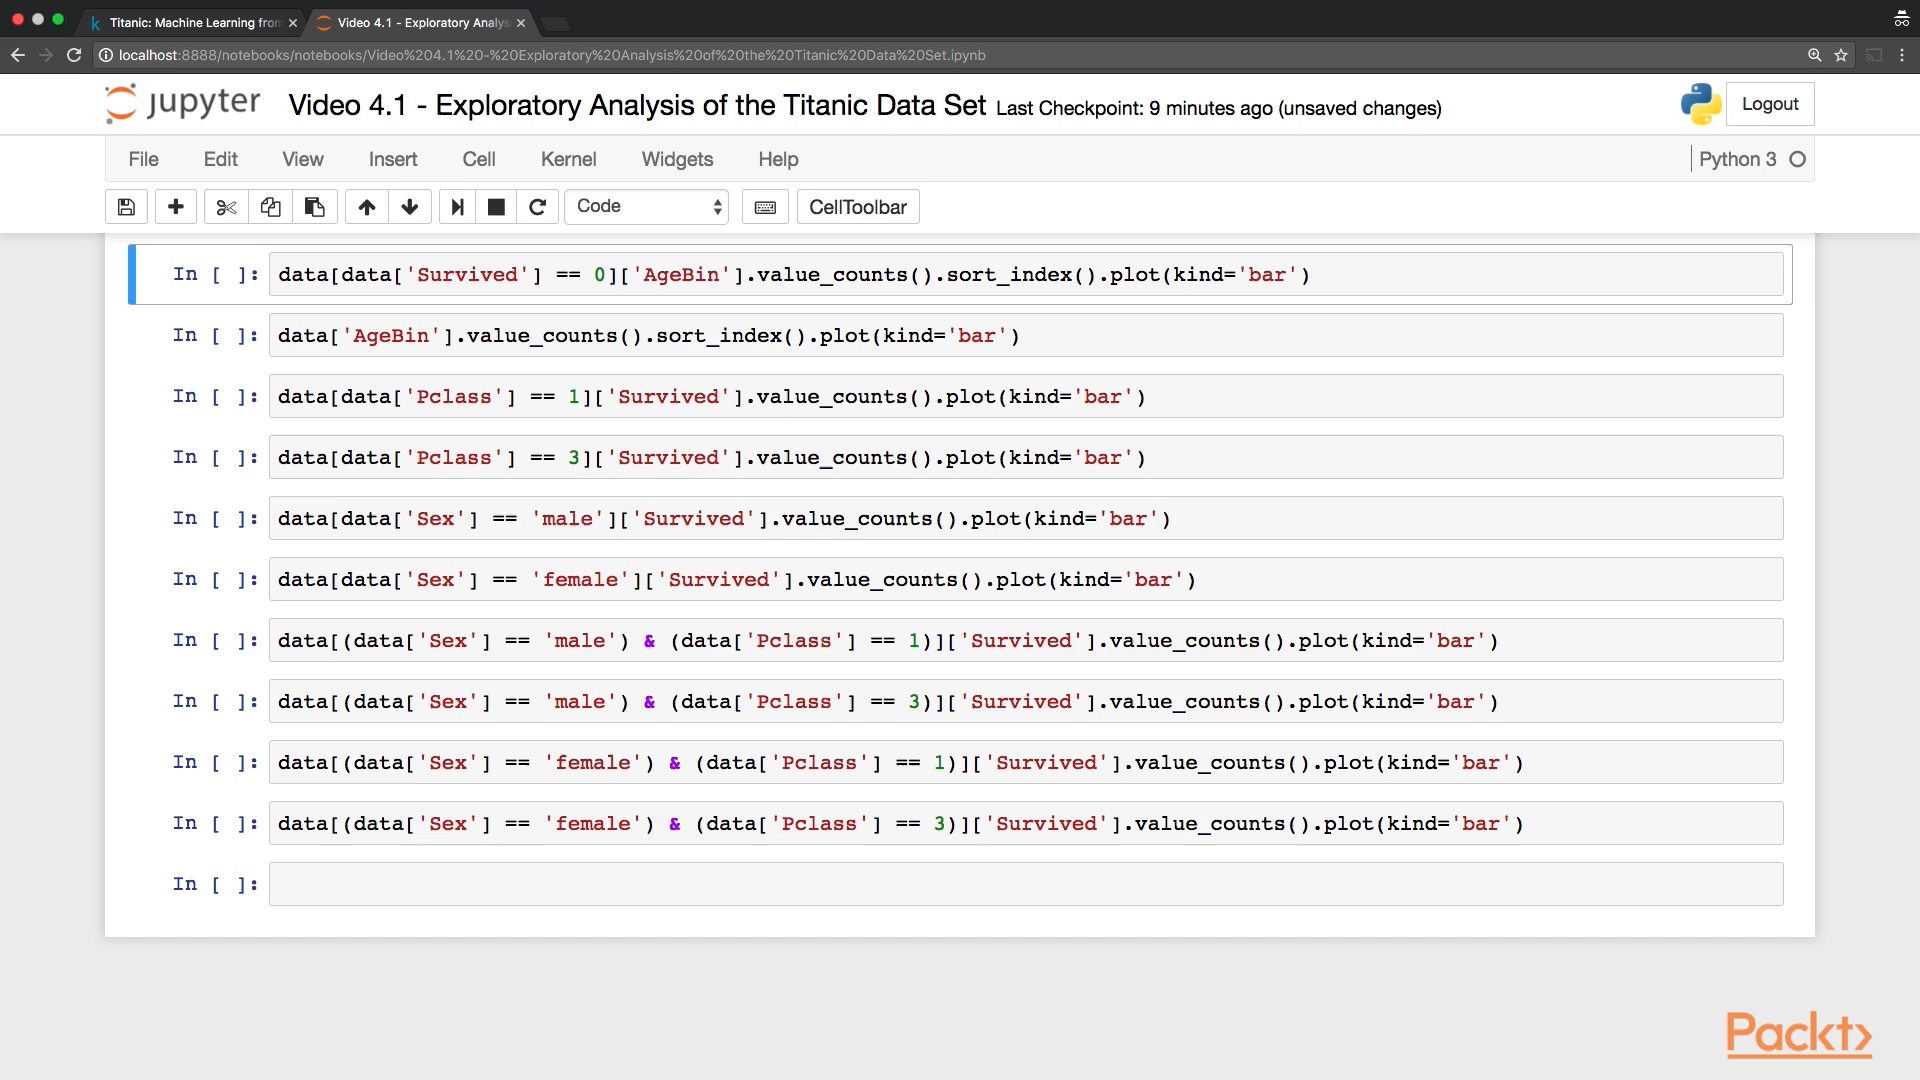 k Titanic: Machine Learning from
Video 4.1 - Exploratory Analys
localhost:8888/notebooks/notebooks/Video%204.1%20-%20Exploratory%20Analysis%20of%20the%20Titanic%20Data%20Set.ipynb
jupyter Video 4.1 - Exploratory Analysis of the Titanic Data Set Last Checkpoint: 9 minutes ago (unsaved changes) Logout
File Edit View Insert Cell Kernel Widgets Help Python 3
Code CellToolbar
In [ ]: data[data['Survived'] == 0]['AgeBin'].value_counts().sort_index().plot(kind='bar')
In [ ]: data['AgeBin'].value_counts().sort_index().plot(kind='bar')
In [ ]: data[data['Pclass'] == 1]['Survived'].value_counts().plot(kind='bar')
In [ ]: data[data['Pclass'] == 3]['Survived'].value_counts().plot(kind='bar')
In [ ]: data[data['Sex'] == 'male']['Survived'].value_counts().plot(kind='bar')
In [ ]: data[data['Sex'] == 'female']['Survived'].value_counts().plot(kind='bar')
In [ ]: data[(data['Sex'] == 'male') & (data['Pclass'] == 1)]['Survived'].value_counts().plot(kind='bar')
In [ ]: data[(data['Sex'] == 'male') & (data['Pclass'] == 3)]['Survived'].value_counts().plot(kind='bar')
In [ ]: data[(data['Sex'] == 'female') & (data['Pclass'] == 1)]['Survived'].value_counts().plot(kind='bar')
In [ ]: data[(data['Sex'] == 'female') & (data['Pclass'] == 3)]['Survived'].value_counts().plot(kind='bar')
In [ ]:
Packt>